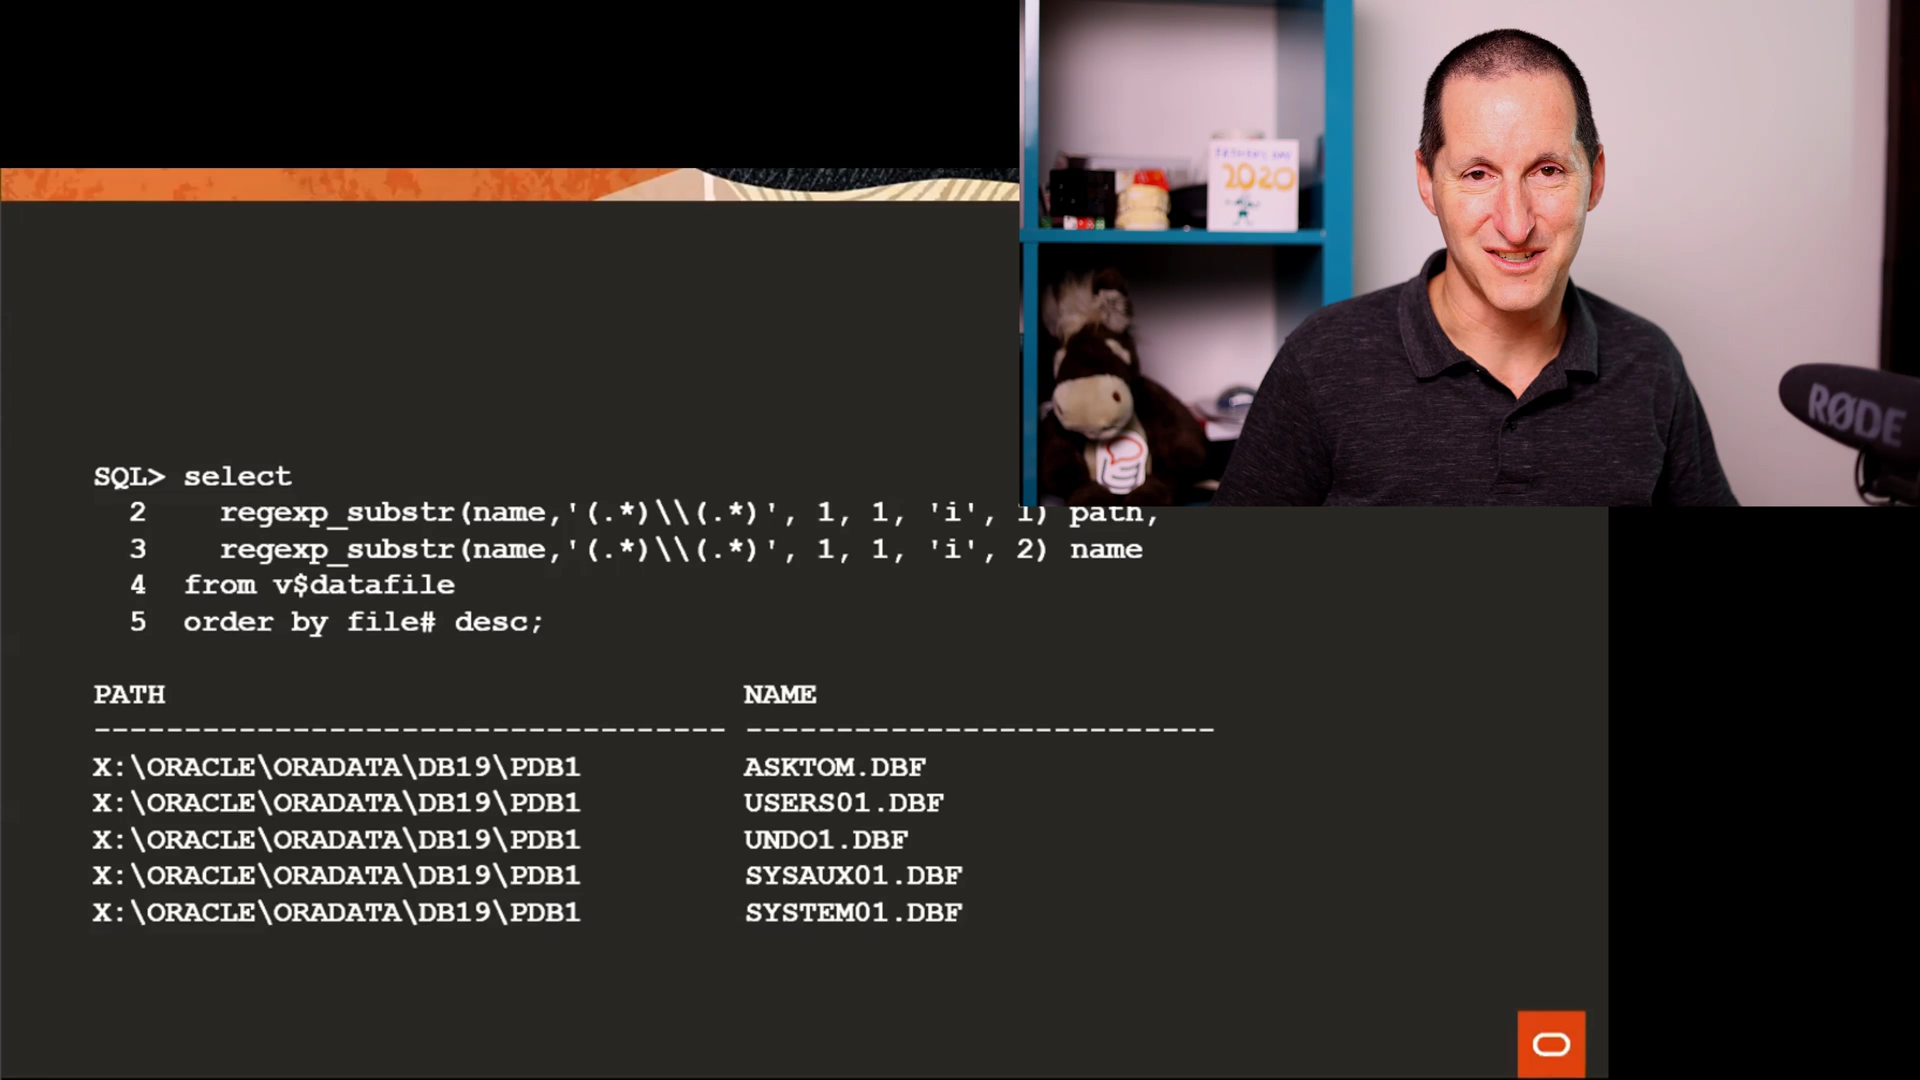 2020
RØDE
SQL> select
2 regexp_substr(name,'(.*)\\(.*)', 1, 1, 'i', 1) path,
3 regexp_substr(name,'(.*)\\(.*)', 1, 1, 'i', 2) name
4 from v$datafile
5 order by file# desc;
PATH NAME
----------------------------------- --------------------------
X:\ORACLE\ORADATA\DB19\PDB1 ASKTOM.DBF
X:\ORACLE\ORADATA\DB19\PDB1 USERS01.DBF
X:\ORACLE\ORADATA\DB19\PDB1 UNDO1.DBF
X:\ORACLE\ORADATA\DB19\PDB1 SYSAUX01.DBF
X:\ORACLE\ORADATA\DB19\PDB1 SYSTEM01.DBF